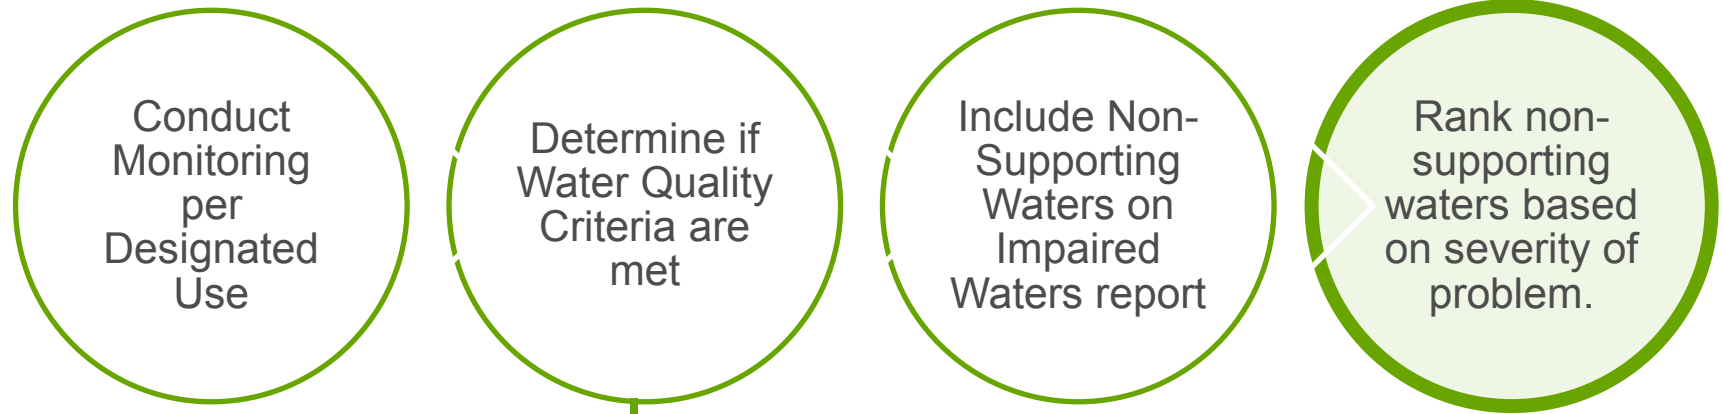 Conduct
Monitoring
per
Designated
Use
Determine if
Water Quality
Criteria are
met
Include Non-
Supporting
Waters on
Impaired
Waters report
Rank non-
supporting
waters based
on severity of
problem.